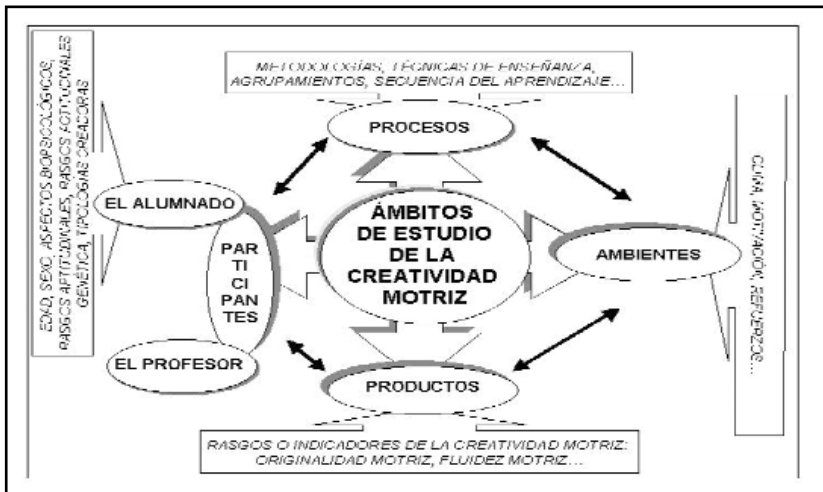 METODOLOGÍAS, TÉCNICAS DE ENSEÑANZA,
AGRUPAMIENTOS, SECUENCIA DEL APRENDIZAJE...
PROCESOS
EDAD, SEXO, ASPECTOS BIOPSICOLÓGICOS,
RASGOS APTITUDINALES, RASGOS ACTITUDINALES
GENÉTICA, TIPOLOGÍAS CREADORAS
EL ALUMNADO
PAR
TI
CI
PAN
TES
EL PROFESOR
ÁMBITOS
DE ESTUDIO
DE LA
CREATIVIDAD
MOTRIZ
AMBIENTES
CLIMA, MOTIVACIÓN, REFUERZOS...
PRODUCTOS
RASGOS O INDICADORES DE LA CREATIVIDAD MOTRIZ:
ORIGINALIDAD MOTRIZ, FLUIDEZ MOTRIZ...